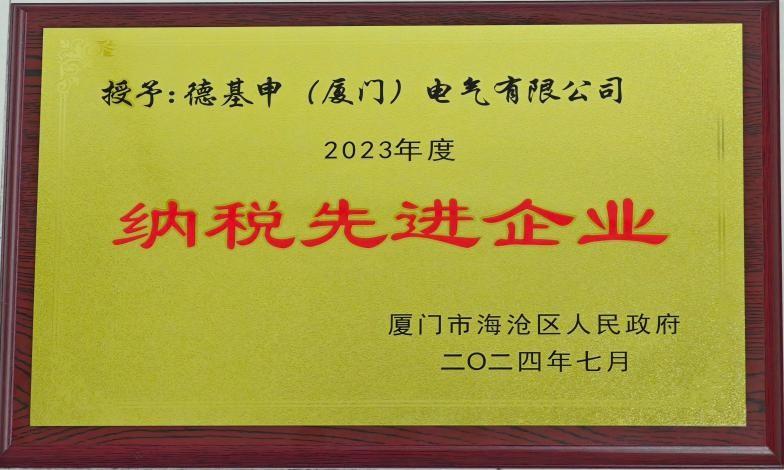 授予:德基申（厦门）电气有限公司
2023年度
纳税先进企业
厦门市海沧区人民政府
二〇二四年七月